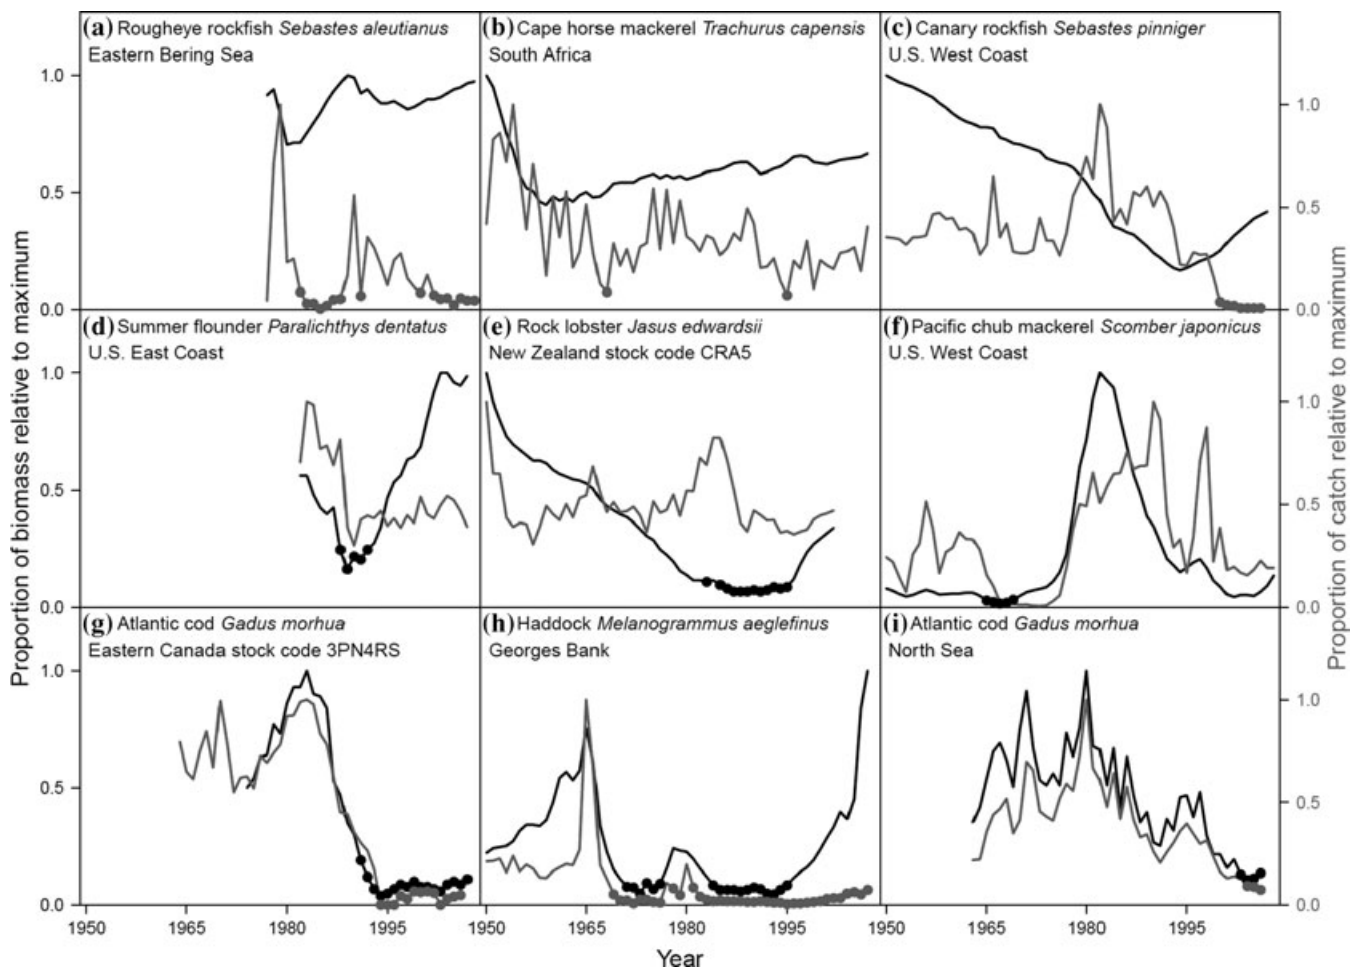 (a) Rougheye rockfish Sebastes aleutianus
Eastern Bering Sea
(b) Cape horse mackerel Trachurus capensis
South Africa
(c) Canary rockfish Sebastes pinniger
U.S. West Coast
1.0
0.5
0.0
1.0
0.5
0.0
(d) Summer flounder Paralichthys dentatus
U.S. East Coast
(e) Rock lobster Jasus edwardsii
New Zealand stock code CRA5
(f) Pacific chub mackerel Scomber japonicus
U.S. West Coast
1.0
0.5
0.0
1.0
0.5
0.0
(g) Atlantic cod Gadus morhua
Eastern Canada stock code 3PN4RS
(h) Haddock Melanogrammus aeglefinus
Georges Bank
(i) Atlantic cod Gadus morhua
North Sea
1.0
0.5
0.0
1.0
0.5
0.0
1950 1965 1980 1995 1950 1965 1980 1995 1950 1965 1980 1995
Year
Proportion of biomass relative to maximum
Proportion of catch relative to maximum